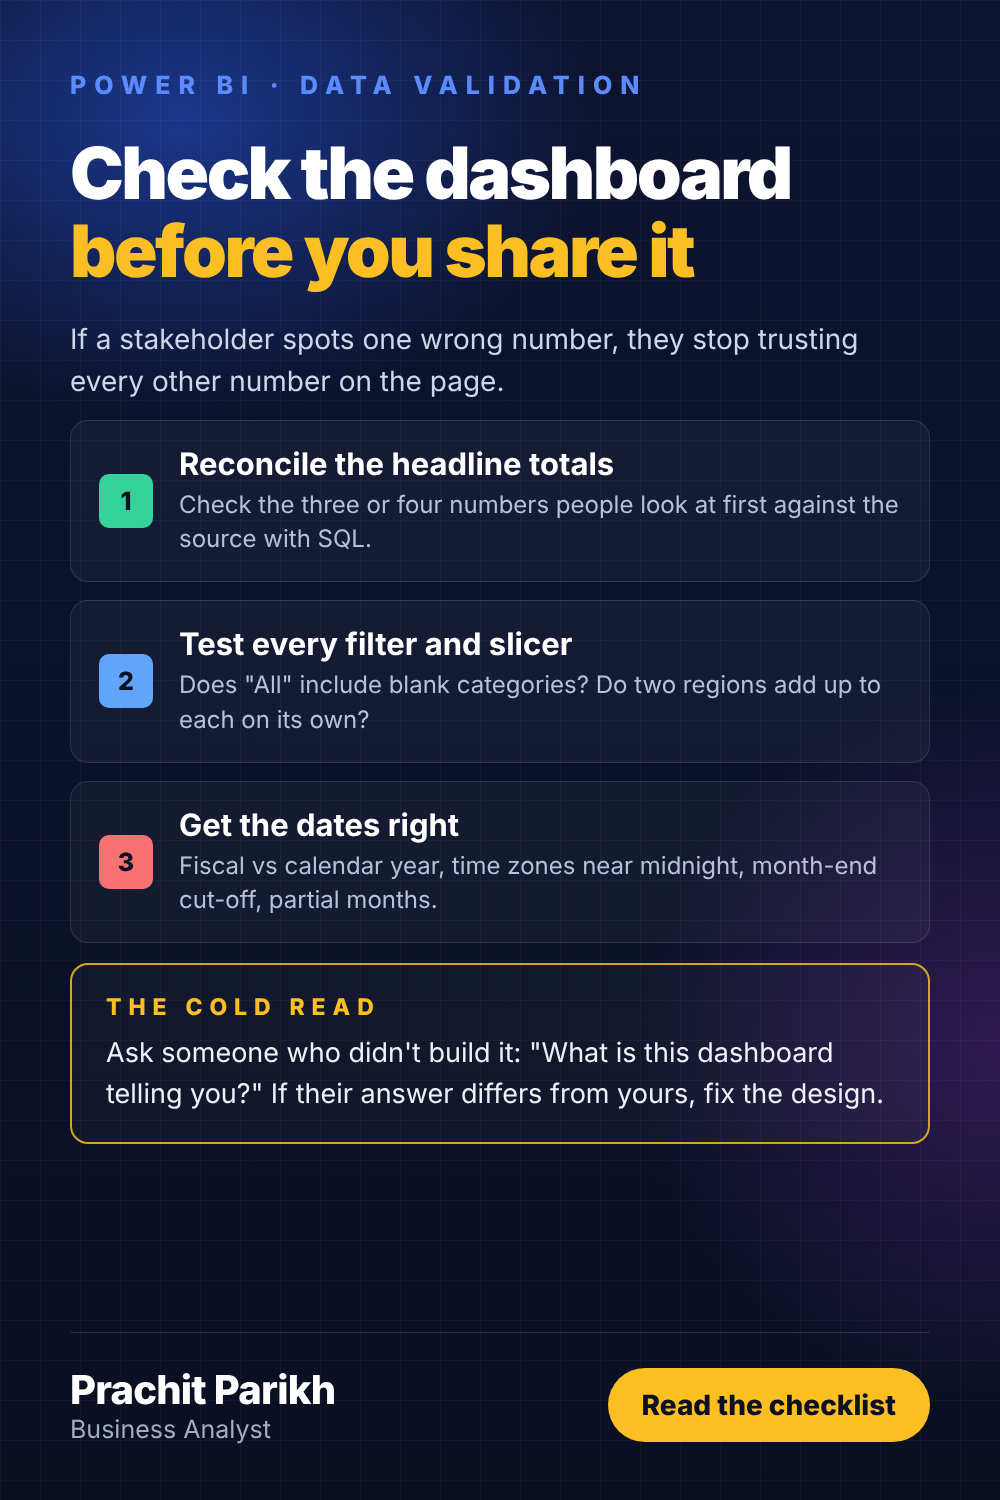 POWER BI · DATA VALIDATION
Check the dashboard
before you share it
If a stakeholder spots one wrong number, they stop trusting
every other number on the page.
1
Reconcile the headline totals
Check the three or four numbers people look at first against the
source with SQL.
2
Test every filter and slicer
Does "All" include blank categories? Do two regions add up to
each on its own?
3
Get the dates right
Fiscal vs calendar year, time zones near midnight, month-end
cut-off, partial months.
THE COLD READ
Ask someone who didn't build it: "What is this dashboard
telling you?" If their answer differs from yours, fix the design.
Prachit Parikh
Business Analyst
Read the checklist